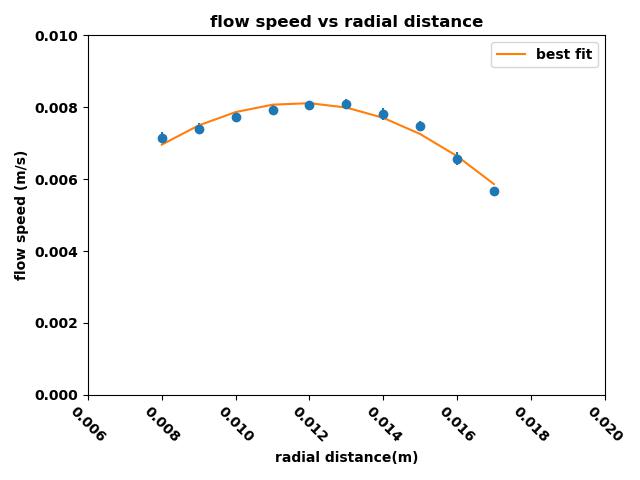 flow speed vs radial distance
best fit
flow speed (m/s)
0.010
0.008
0.006
0.004
0.002
0.000
0.006 0.008 0.010 0.012 0.014 0.016 0.018 0.020
radial distance(m)